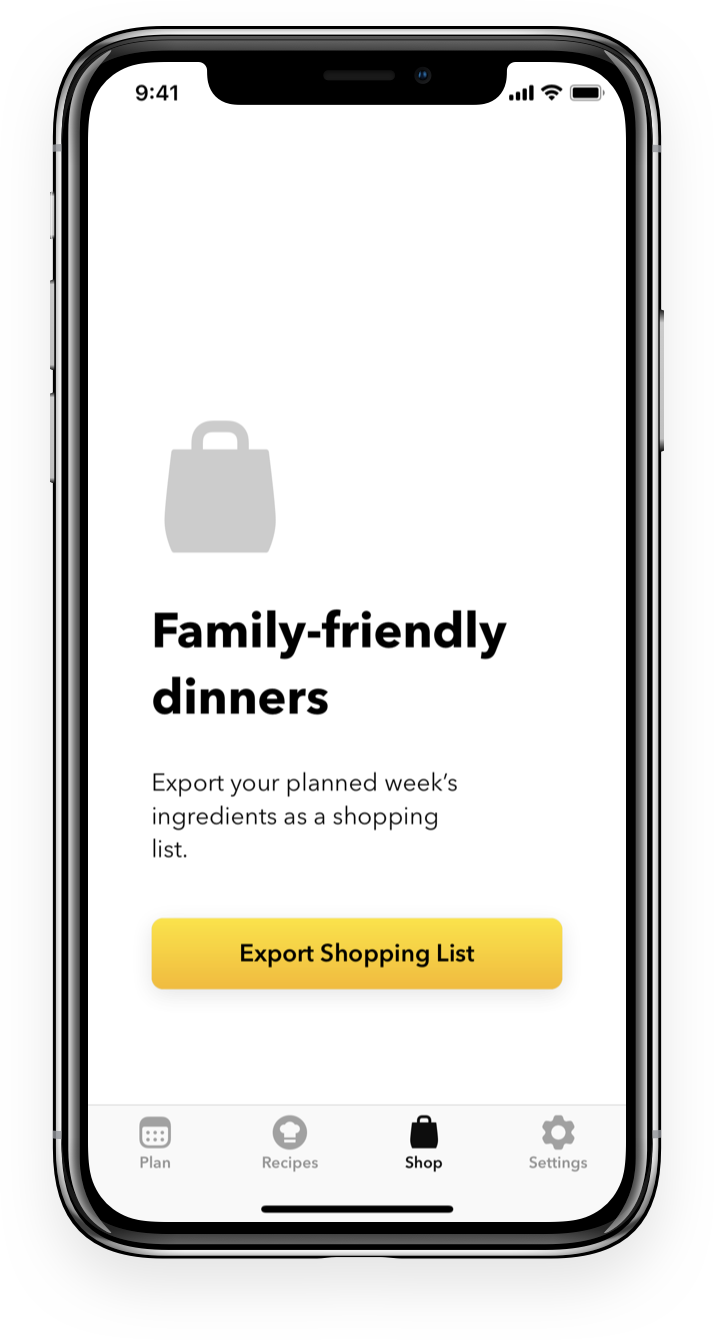 9:41
Family-friendly
dinners
Export your planned week’s
ingredients as a shopping
list.
Export Shopping List
Plan
Recipes
Shop
Settings